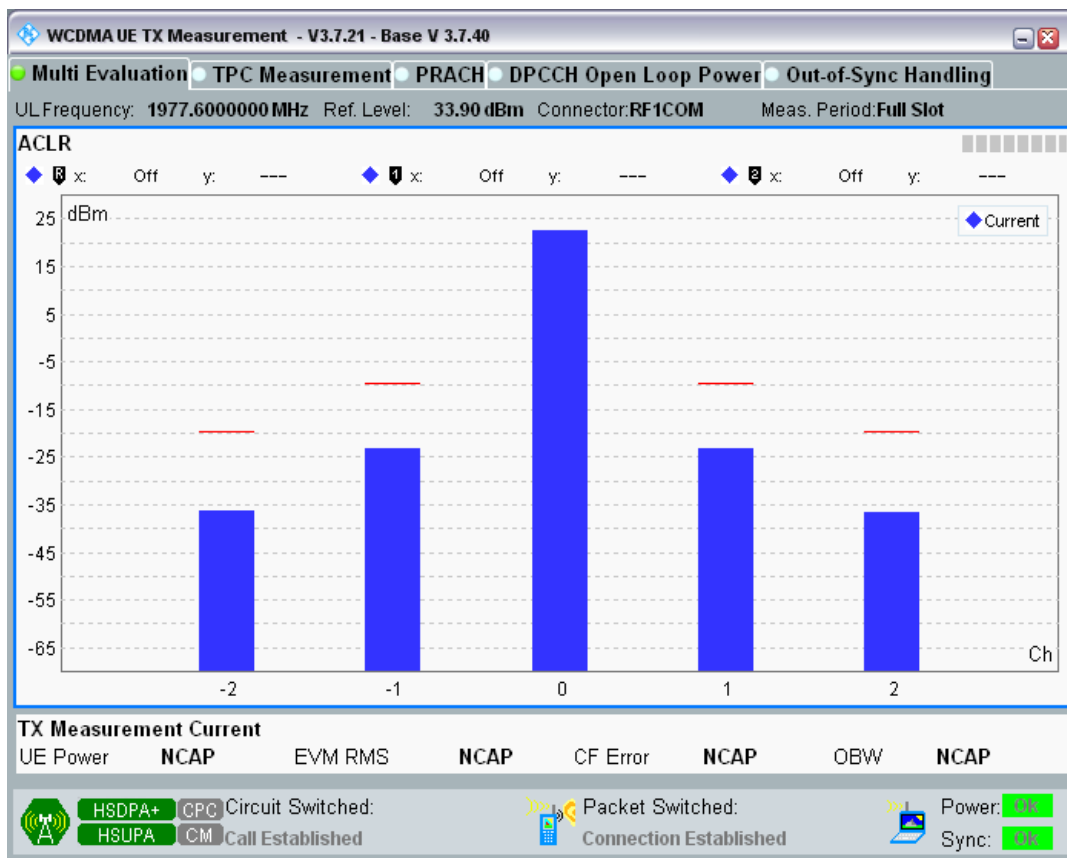 WCDMA UE TX Measurement - V3.7.21 - Base V 3.7.40
Multi Evaluation TPC Measurement PRACH DPCCH Open Loop Power Out-of-Sync Handling
UL Frequency: 1977.6000000 MHz Ref. Level: 33.90 dBm Connector:RF1COM Meas. Period:Full Slot
ACLR
R x: Off y: --- 1 x: Off y: --- 2 x: Off y: ---
dBm
Current
25
15
5
-5
-15
-25
-35
-45
-55
-65
Ch
-2 -1 0 1 2
TX Measurement Current
UE Power NCAP EVM RMS NCAP CF Error NCAP OBW NCAP
HSDPA+ CPC Circuit Switched: Packet Switched: Power: Ok
HSUPA CM Call Established Connection Established Sync: Ok